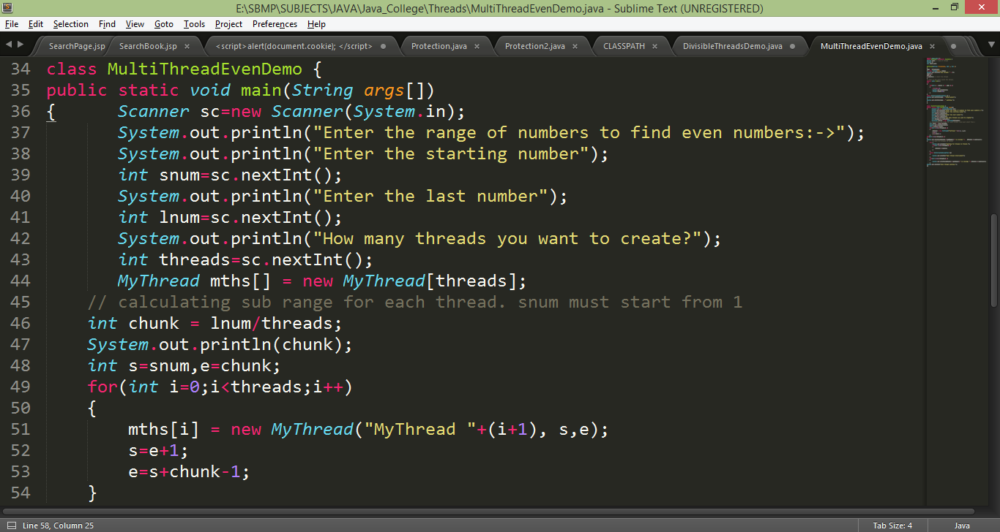 E:\SBMP\SUBJECTS\JAVA\Java_College\Threads\MultiThreadEvenDemo.java - Sublime Text (UNREGISTERED)
File Edit Selection Find View Goto Tools Project Preferences Help
SearchPage.jsp SearchBook.jsp × <script>alert(document.cookie); </script> Protection.java × Protection2.java × CLASSPATH × DivisibleThreadsDemo.java MultiThreadEvenDemo.java ×
34 class MultiThreadEvenDemo {
35 public static void main(String args[])
36 {      Scanner sc=new Scanner(System.in);
37        System.out.println("Enter the range of numbers to find even numbers:->");
38        System.out.println("Enter the starting number");
39        int snum=sc.nextInt();
40        System.out.println("Enter the last number");
41        int lnum=sc.nextInt();
42        System.out.println("How many threads you want to create?");
43        int threads=sc.nextInt();
44        MyThread mths[] = new MyThread[threads];
45     // calculating sub range for each thread. snum must start from 1
46     int chunk = lnum/threads;
47     System.out.println(chunk);
48     int s=snum,e=chunk;
49     for(int i=0;i<threads;i++)
50     {
51         mths[i] = new MyThread("MyThread "+(i+1), s,e);
52         s=e+1;
53         e=s+chunk-1;
54     }
Line 58, Column 25 Tab Size: 4 Java